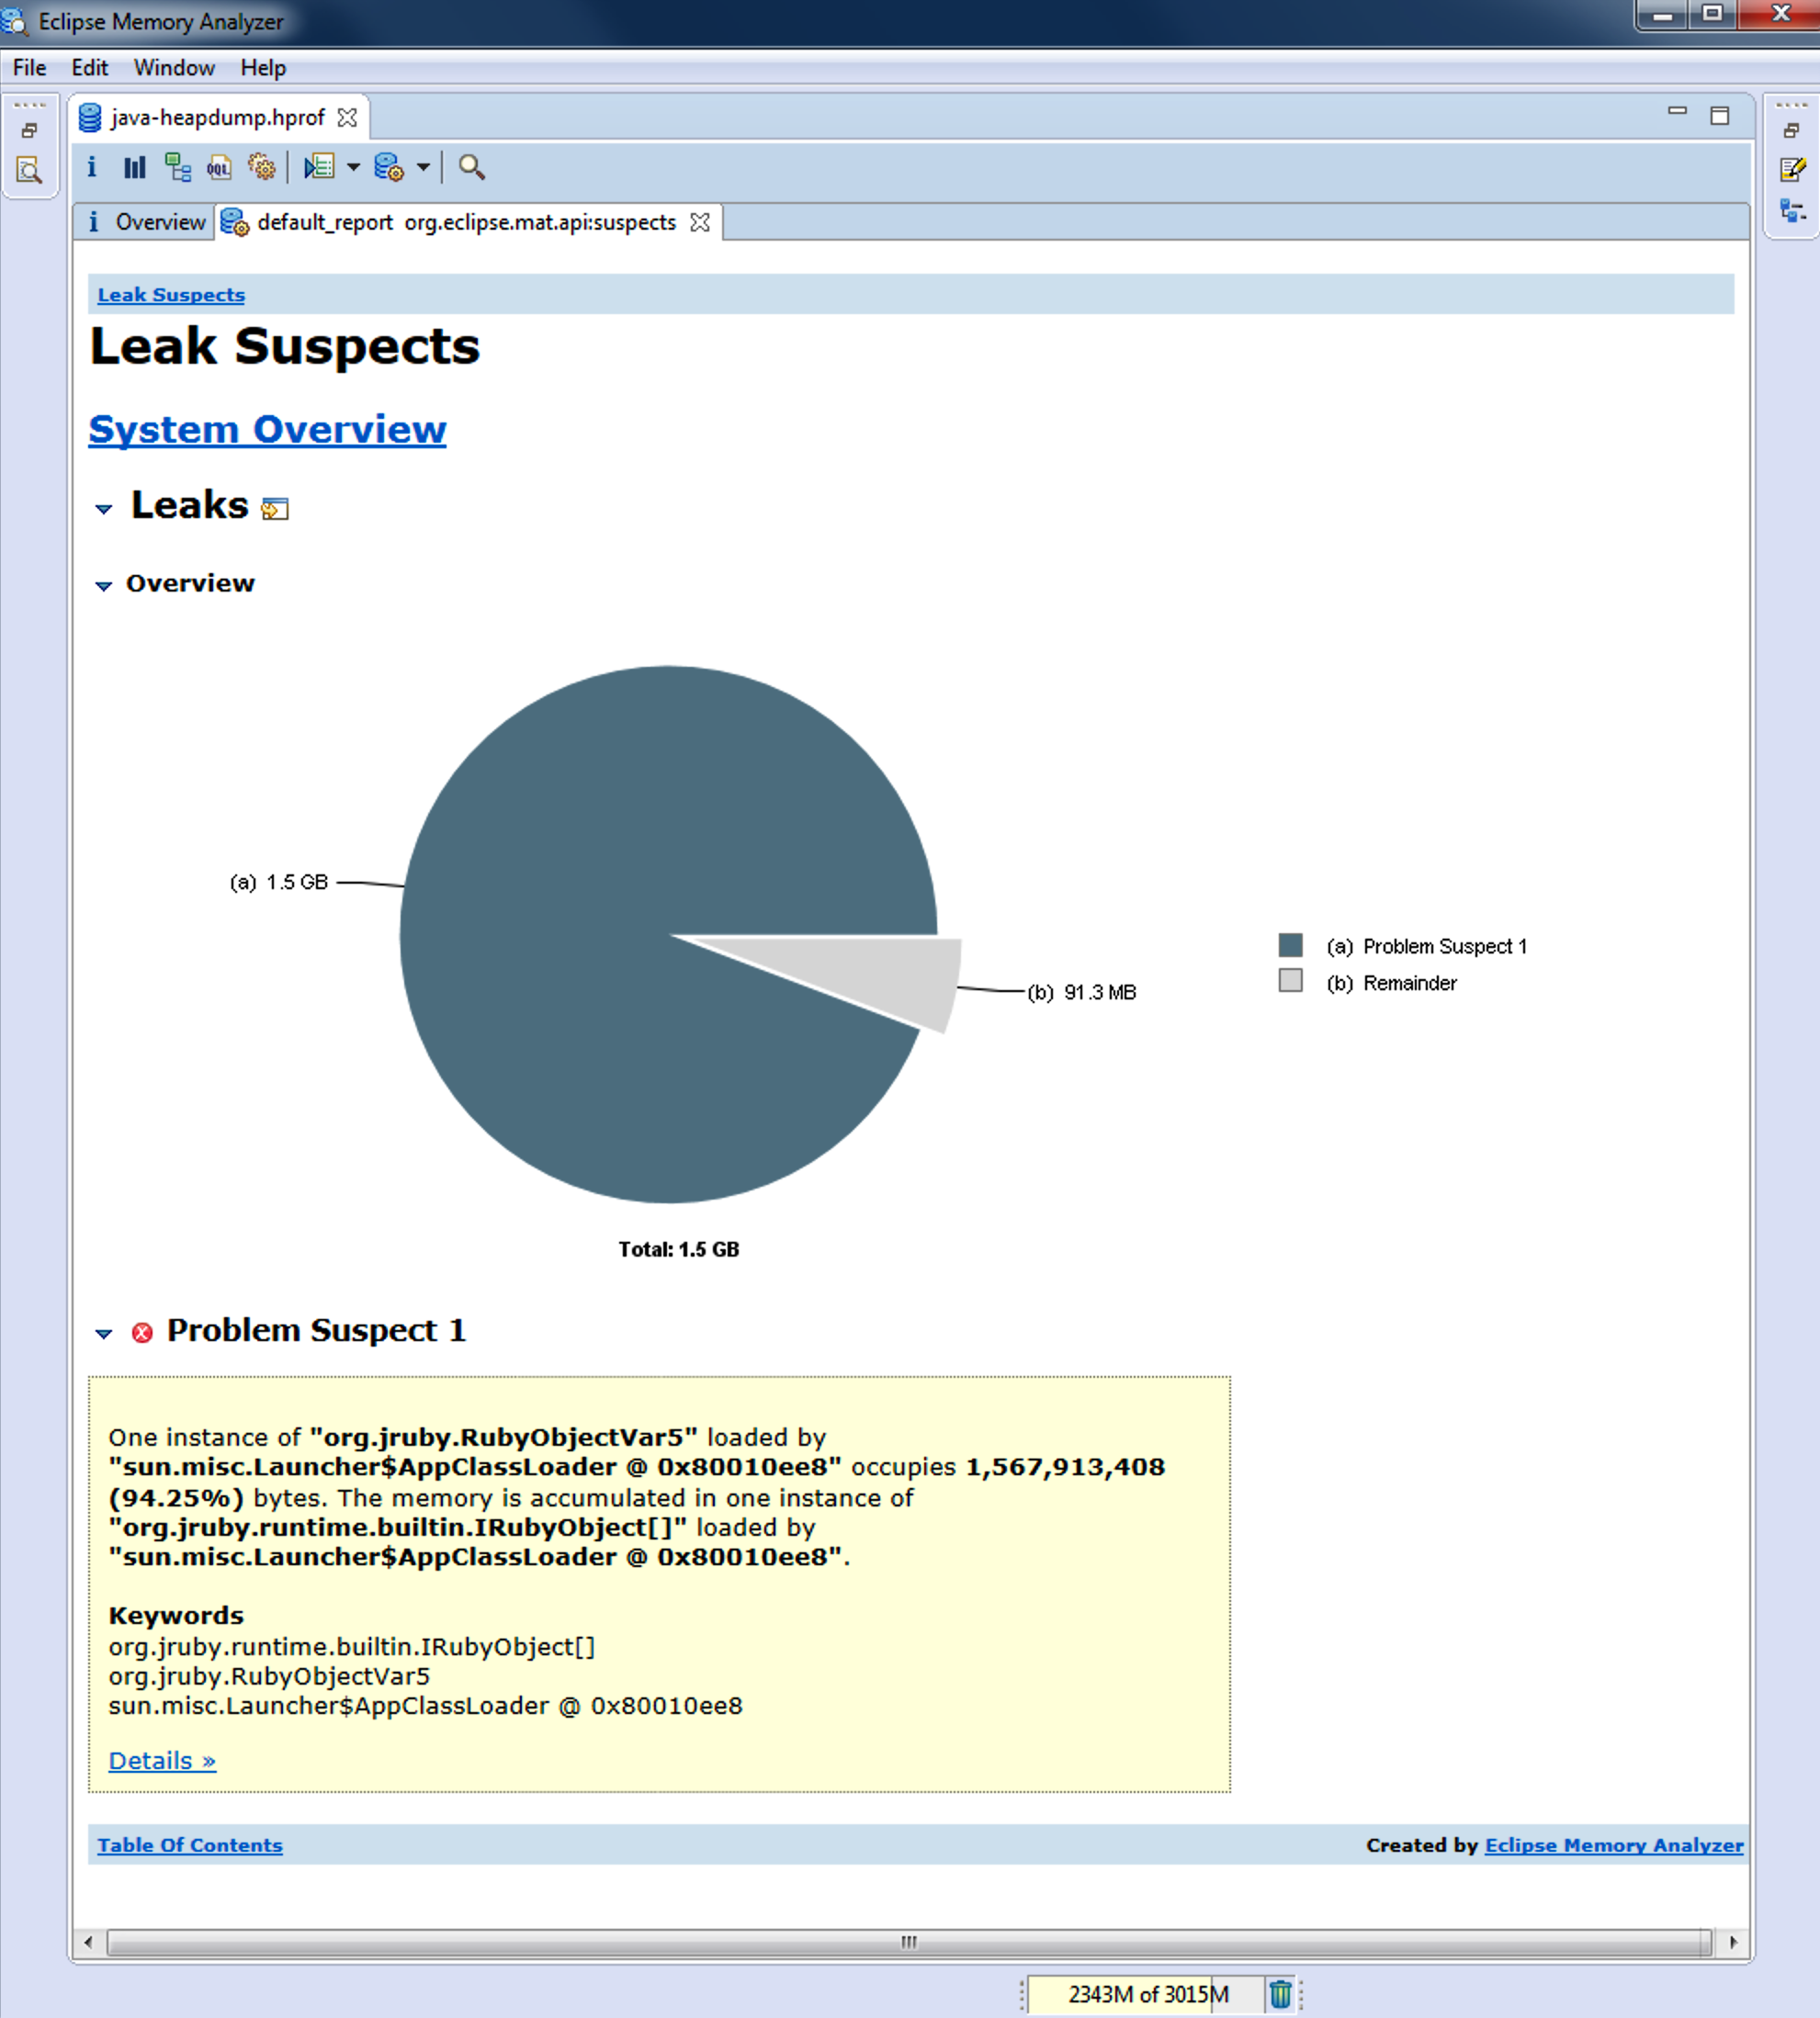 Eclipse Memory Analyzer
File Edit Window Help
java-heapdump.hprof
i OQL
i Overview default_report org.eclipse.mat.api:suspects
Leak Suspects
Leak Suspects
System Overview
Leaks
Overview
(a) 1.5 GB
(a) Problem Suspect 1
(b) Remainder
(b) 91.3 MB
Total: 1.5 GB
Problem Suspect 1
One instance of "org.jruby.RubyObjectVar5" loaded by
"sun.misc.Launcher$AppClassLoader @ 0x80010ee8" occupies 1,567,913,408
(94.25%) bytes. The memory is accumulated in one instance of
"org.jruby.runtime.builtin.IRubyObject[]" loaded by
"sun.misc.Launcher$AppClassLoader @ 0x80010ee8".
Keywords
org.jruby.runtime.builtin.IRubyObject[]
org.jruby.RubyObjectVar5
sun.misc.Launcher$AppClassLoader @ 0x80010ee8
Details »
Table Of Contents
Created by Eclipse Memory Analyzer
2343M of 3015M